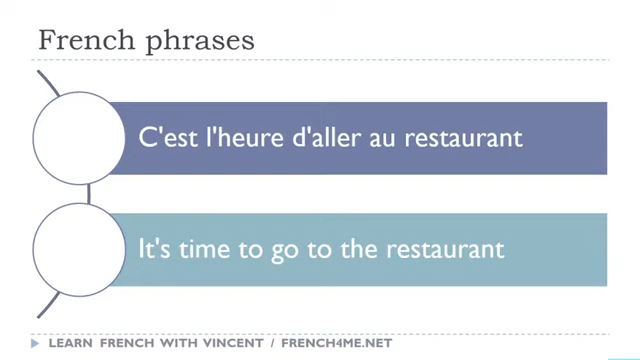 French phrases
C'est l'heure d'aller au restaurant
It's time to go to the restaurant
LEARN FRENCH WITH VINCENT / FRENCH4ME.NET